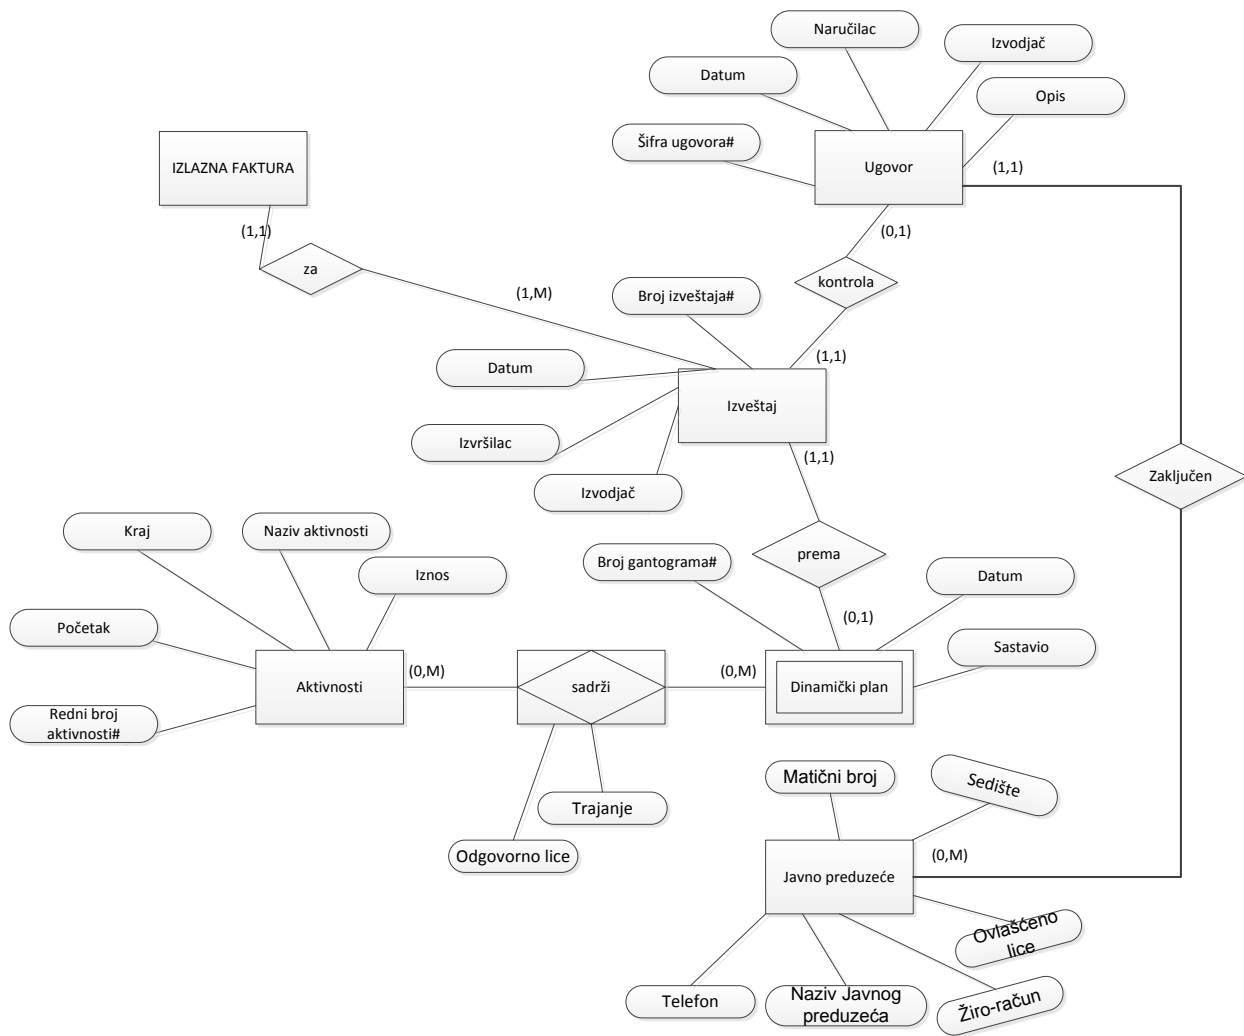 Naručilac
Izvodjač
Datum
Opis
Šifra ugovora#
IZLAZNA FAKTURA
Ugovor
(1,1)
(1,1)
(0,1)
za
kontrola
(1,M)
Broj izveštaja#
(1,1)
Datum
Izveštaj
Izvršilac
(1,1)
Zaključen
Izvodjač
Kraj
Naziv aktivnosti
Iznos
Broj gantograma#
prema
Datum
Početak
(0,1)
Sastavio
(0,M)
(0,M)
Aktivnosti
sadrži
Dinamički plan
Redni broj
aktivnosti#
Matični broj
Sedište
Trajanje
Odgovorno lice
(0,M)
Javno preduzeće
Ovlašćeno
lice
Telefon
Naziv Javnog
preduzeća
Žiro-račun